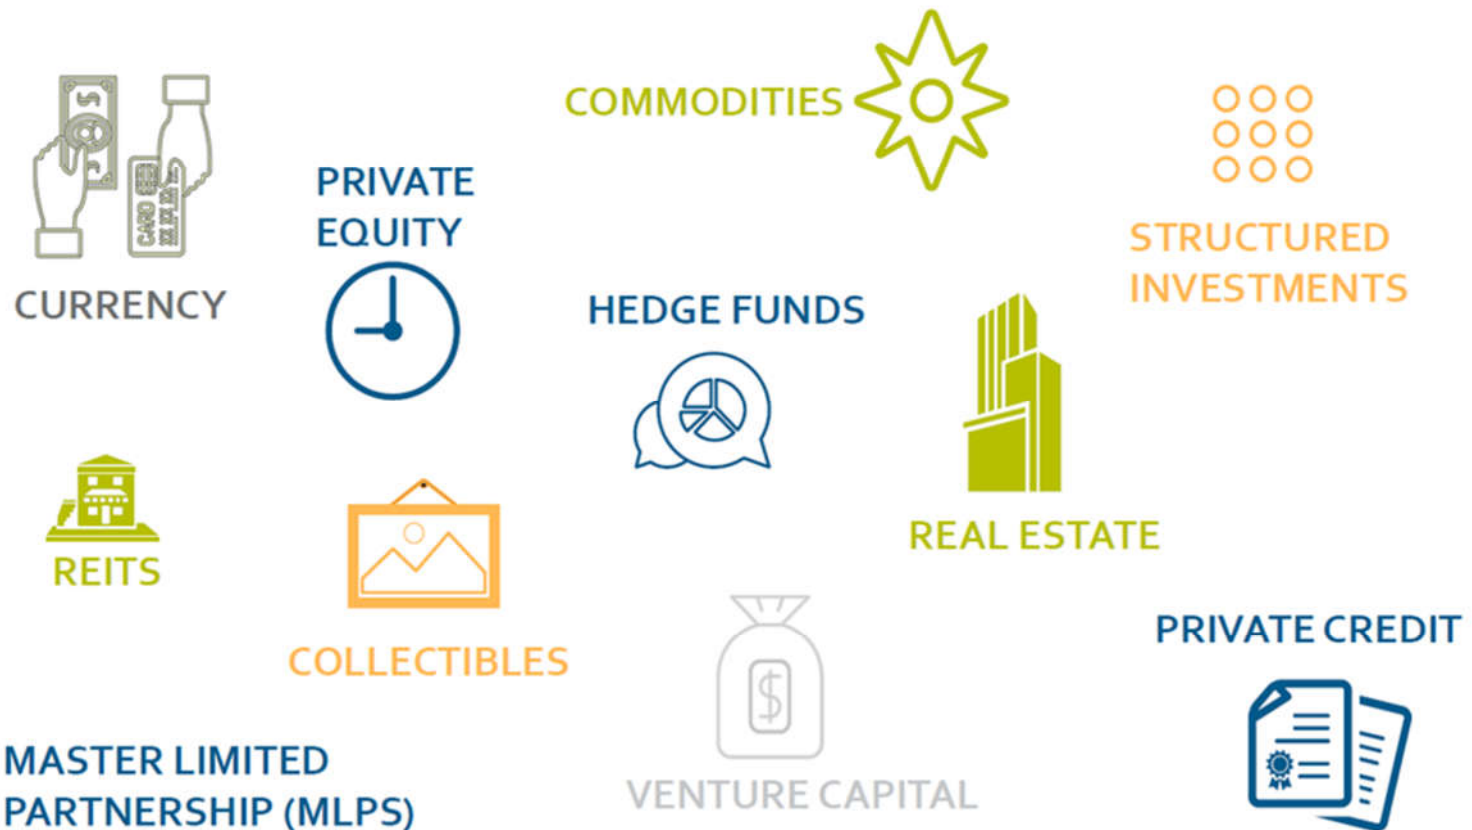 COMMODITIES
PRIVATE
EQUITY
STRUCTURED
INVESTMENTS
CURRENCY
CARD
HEDGE FUNDS
REITS
REAL ESTATE
COLLECTIBLES
PRIVATE CREDIT
MASTER LIMITED
PARTNERSHIP (MLPS)
$
VENTURE CAPITAL